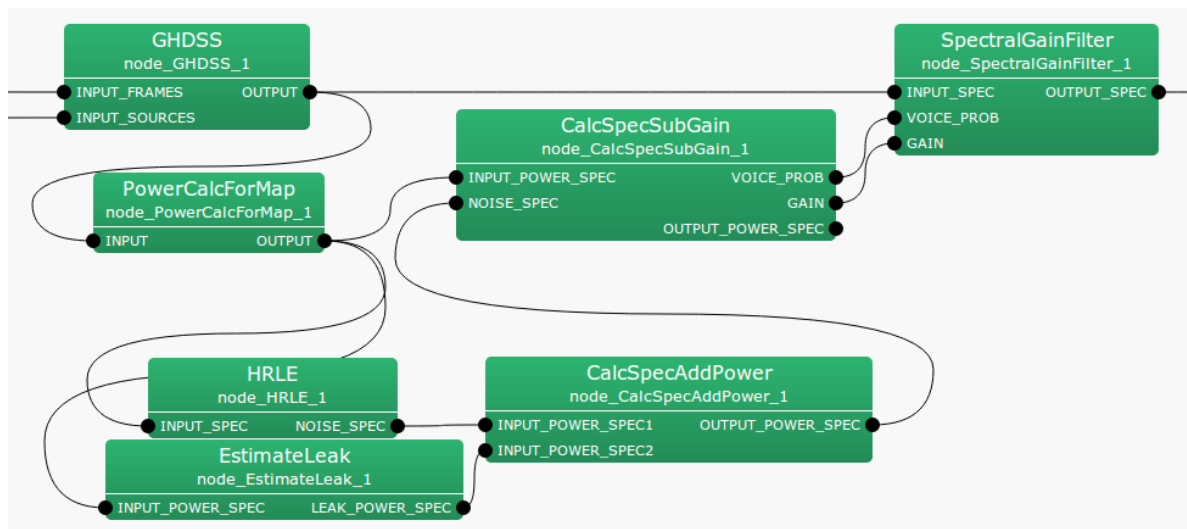 GHDSS
node_GHDSS_1
INPUT_FRAMES OUTPUT
INPUT_SOURCES
SpectralGainFilter
node_SpectralGainFilter_1
INPUT_SPEC OUTPUT_SPEC
VOICE_PROB
GAIN
CalcSpecSubGain
node_CalcSpecSubGain_1
INPUT_POWER_SPEC VOICE_PROB
NOISE_SPEC GAIN
OUTPUT_POWER_SPEC
PowerCalcForMap
node_PowerCalcForMap_1
INPUT OUTPUT
HRLE
node_HRLE_1
INPUT_SPEC NOISE_SPEC
CalcSpecAddPower
node_CalcSpecAddPower_1
INPUT_POWER_SPEC1 OUTPUT_POWER_SPEC
INPUT_POWER_SPEC2
EstimateLeak
node_EstimateLeak_1
INPUT_POWER_SPEC LEAK_POWER_SPEC